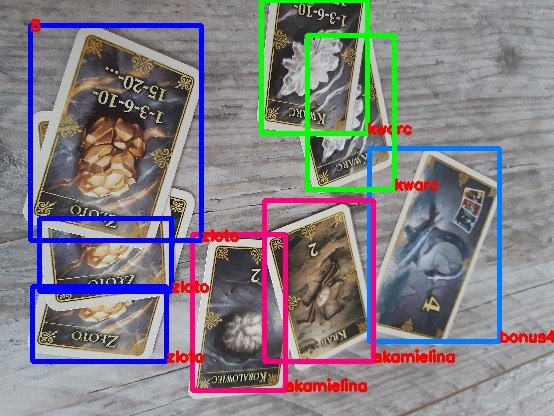 8
1-3-6-10-
15-20-...
ZŁOTO
złoto
ZŁOTO
złoto
ZŁOTO
złoto
1-3-6-10-
KWARC
kwarc
KWARC
kwarc
2
KORALOWIEC
skamielina
2
KRAB
skamielina
4
bonus4